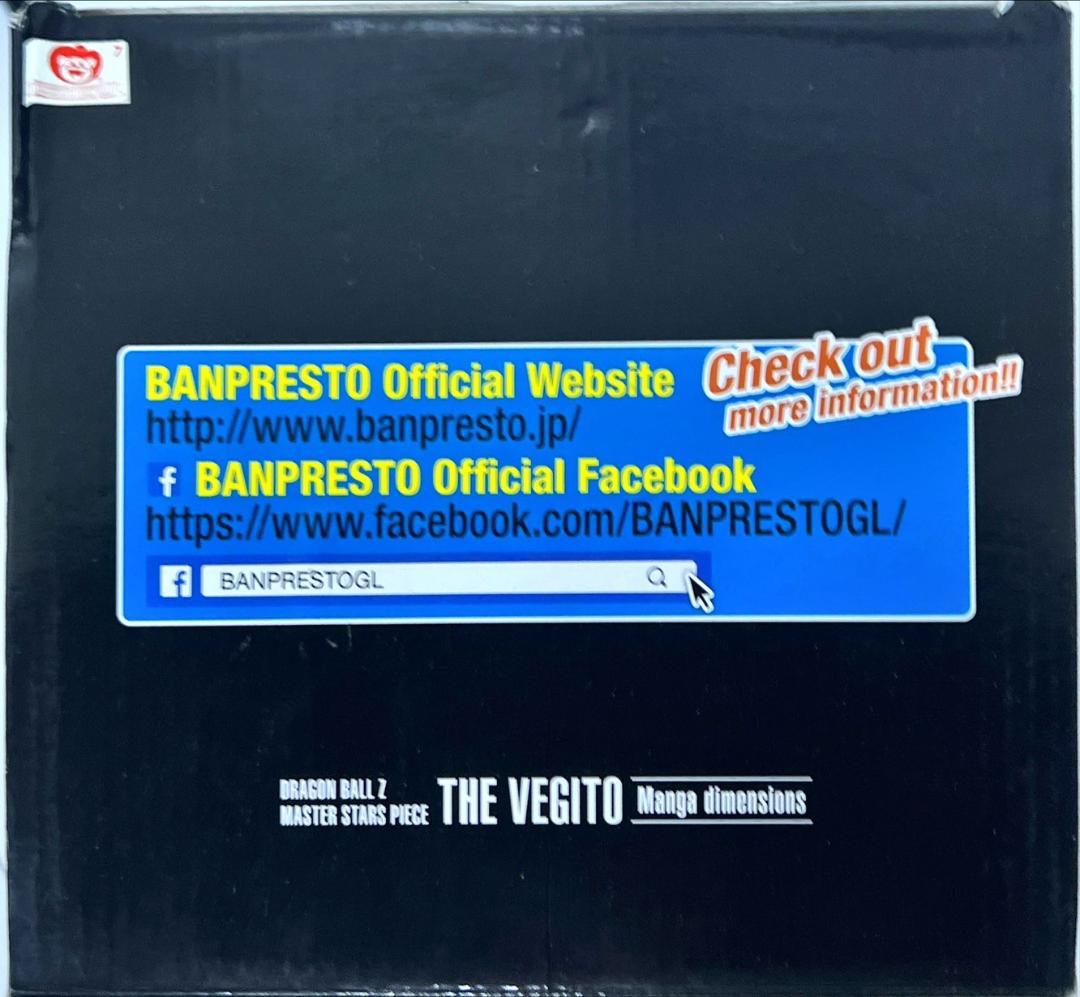 BANPRESTO Official Website
Check out
more information!!
http://www.banpresto.jp/
f BANPRESTO Official Facebook
https://www.facebook.com/BANPRESTOGL/
f BANPRESTOGL
DRAGON BALL Z
MASTER STARS PIECE THE VEGITO Manga dimensions